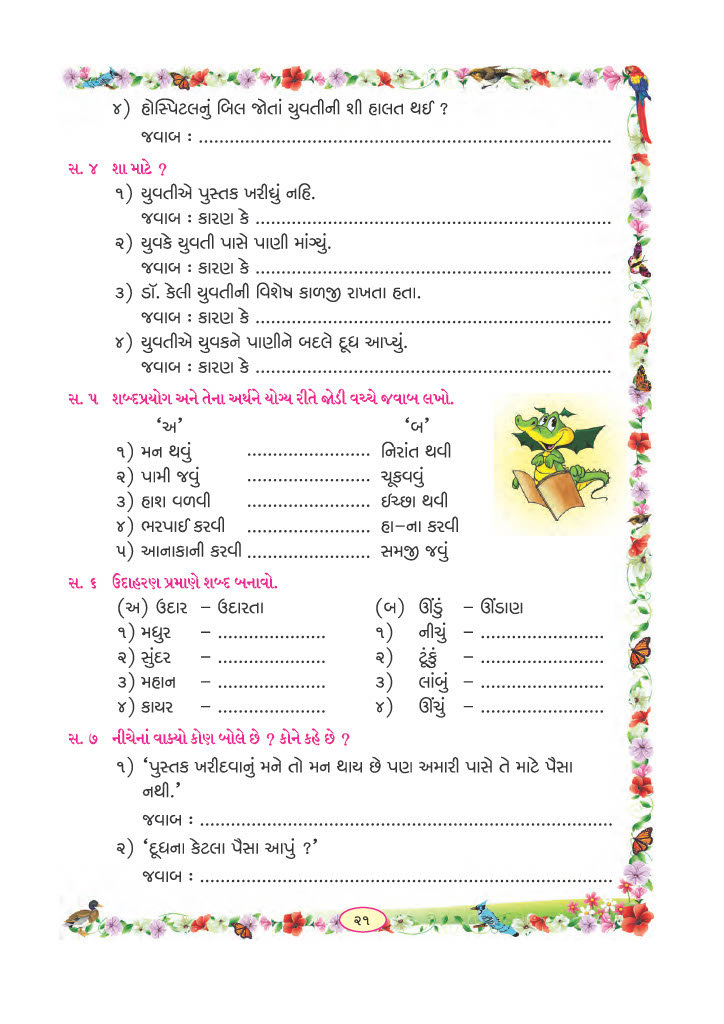 ૪) હોસ્પિટલનું બિલ જોતાં યુવતીની શી હાલત થઈ ?
જવાબ : ................................................................................
સ. ૪ શા માટે ?
૧) યુવતીએ પુસ્તક ખરીધું નહિ.
જવાબ : કારણ કે .....................................................................
૨) યુવકે યુવતી પાસે પાણી માંગ્યું.
જવાબ : કારણ કે .....................................................................
૩) ડૉ. કેલી યુવતીની વિશેષ કાળજી રાખતા હતા.
જવાબ : કારણ કે .....................................................................
૪) યુવતીએ યુવકને પાણીને બદલે દૂધ આપ્યું.
જવાબ : કારણ કે .....................................................................
સ. ૫ શબ્દપ્રયોગ અને તેના અર્થને યોગ્ય રીતે જોડી વચ્ચે જવાબ લખો.
‘અ’ ‘બ’
૧) મન થવું ........................ નિરાંત થવી
૨) પામી જવું ........................ ચૂકવવું
૩) હાશ વળવી ........................ ઈચ્છા થવી
૪) ભરપાઈ કરવી ........................ હા–ના કરવી
૫) આનાકાની કરવી ........................ સમજી જવું
સ. ૬ ઉદાહરણ પ્રમાણે શબ્દ બનાવો.
(અ) ઉદાર – ઉદારતા (બ) ઊંડું – ઊંડાણ
૧) મધુર – ..................... ૧) નીચું – ........................
૨) સુંદર – ..................... ૨) ટૂંકું – ........................
૩) મહાન – ..................... ૩) લાંબું – ........................
૪) કાયર – ..................... ૪) ઊંચું – ........................
સ. ૭ નીચેનાં વાક્યો કોણ બોલે છે ? કોને કહે છે ?
૧) ‘પુસ્તક ખરીદવાનું મને તો મન થાય છે પણ અમારી પાસે તે માટે પૈસા
નથી.’
જવાબ : ................................................................................
૨) ‘દૂધના કેટલા પૈસા આપું ?’
જવાબ : ................................................................................
૨૧